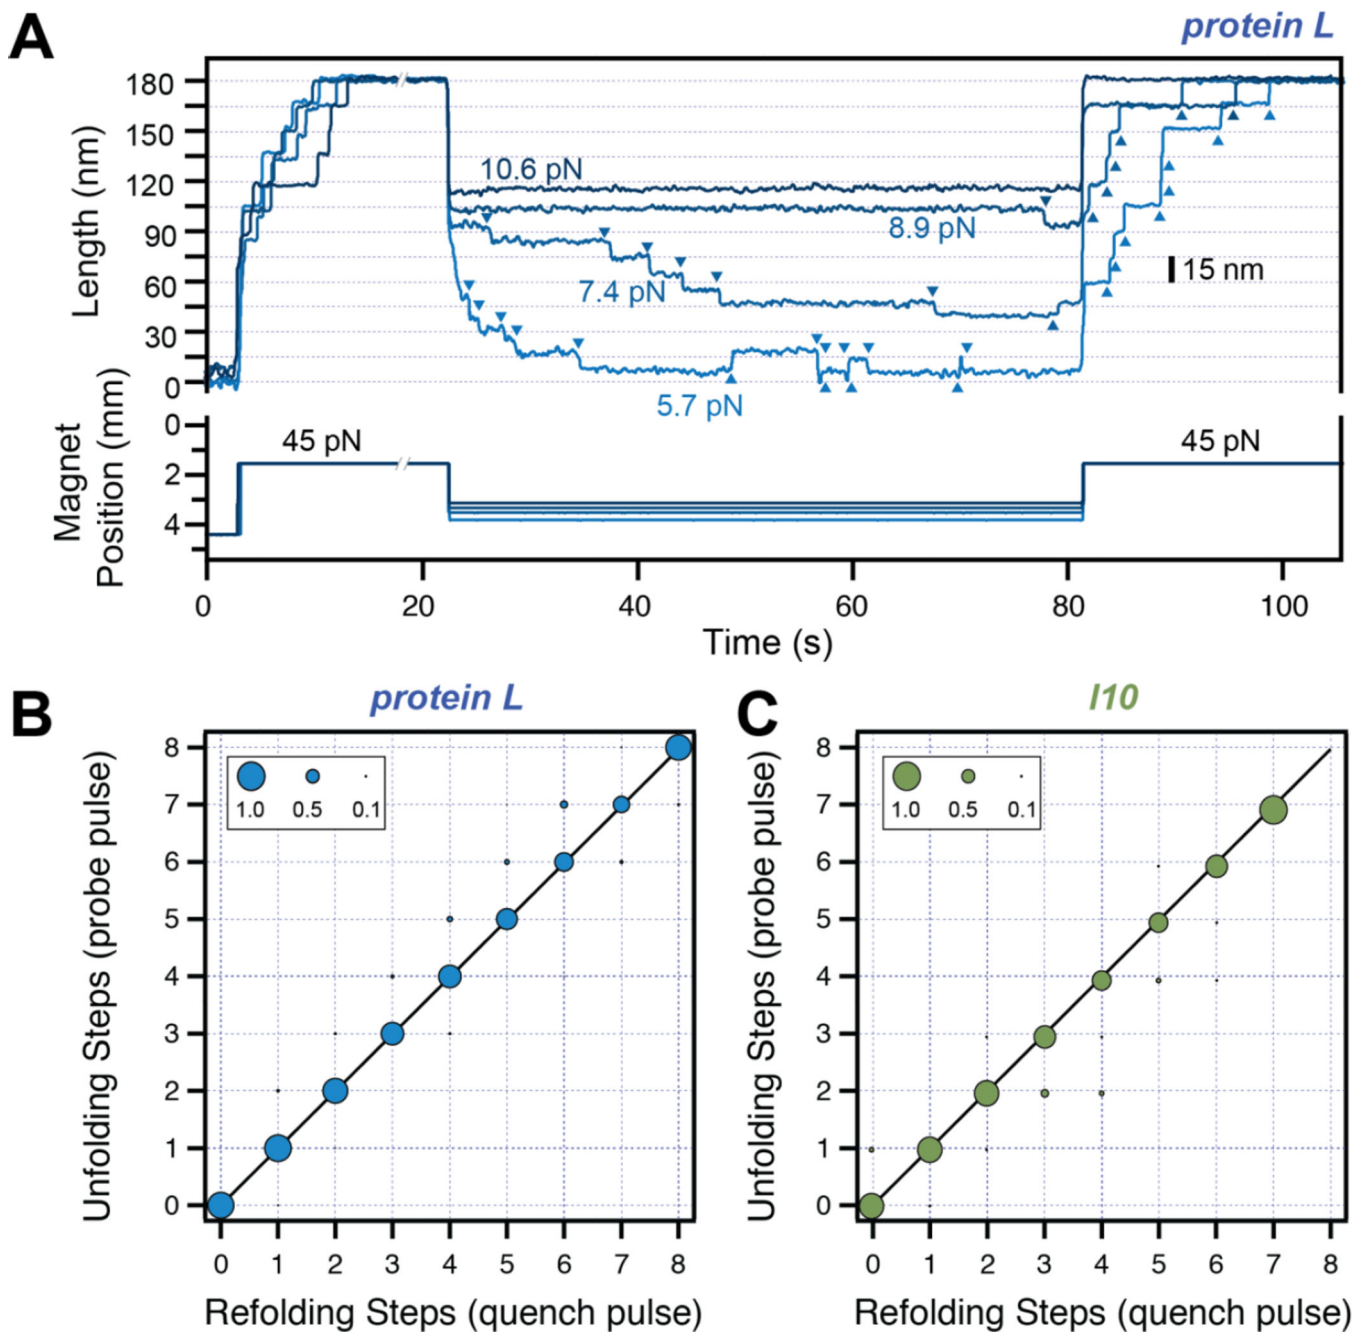 A
protein L
Length (nm)
180
150
120
90
60
30
0
10.6 pN
8.9 pN
7.4 pN
5.7 pN
15 nm
Magnet
Position (mm)
0
2
4
45 pN
//
//
45 pN
0
20
40
60
80
100
Time (s)
B
protein L
Unfolding Steps (probe pulse)
8
7
6
5
4
3
2
1
0
1.0
0.5
0.1
0
1
2
3
4
5
6
7
8
Refolding Steps (quench pulse)
C
I10
Unfolding Steps (probe pulse)
8
7
6
5
4
3
2
1
0
1.0
0.5
0.1
0
1
2
3
4
5
6
7
8
Refolding Steps (quench pulse)